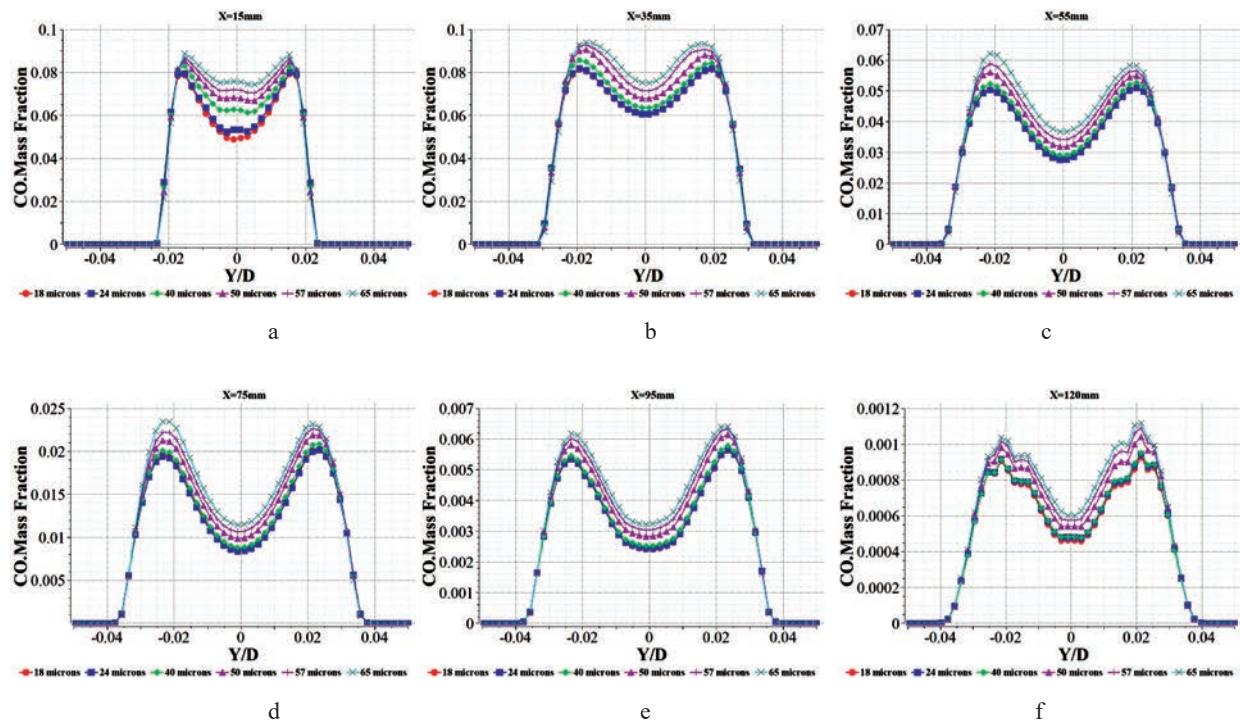 X=15mm
CO.Mass Fraction
0.1
0.08
0.06
0.04
0.02
0
-0.04 -0.02 0 0.02 0.04
Y/D
18 microns 24 microns 40 microns 50 microns 57 microns 65 microns
a
X=35mm
CO.Mass Fraction
0.1
0.08
0.06
0.04
0.02
0
-0.04 -0.02 0 0.02 0.04
Y/D
18 microns 24 microns 40 microns 50 microns 57 microns 65 microns
b
X=55mm
CO.Mass Fraction
0.07
0.06
0.05
0.04
0.03
0.02
0.01
0
-0.04 -0.02 0 0.02 0.04
Y/D
18 microns 24 microns 40 microns 50 microns 57 microns 65 microns
c
X=75mm
CO.Mass Fraction
0.025
0.02
0.015
0.01
0.005
-0.04 -0.02 0 0.02 0.04
Y/D
18 microns 24 microns 40 microns 50 microns 57 microns 65 microns
d
X=95mm
CO.Mass Fraction
0.007
0.006
0.005
0.004
0.003
0.002
0.001
0
-0.04 -0.02 0 0.02 0.04
Y/D
18 microns 24 microns 40 microns 50 microns 57 microns 65 microns
e
X=120mm
CO.Mass Fraction
0.0012
0.001
0.0008
0.0006
0.0004
0.0002
0
-0.04 -0.02 0 0.02 0.04
Y/D
18 microns 24 microns 40 microns 50 microns 57 microns 65 microns
f